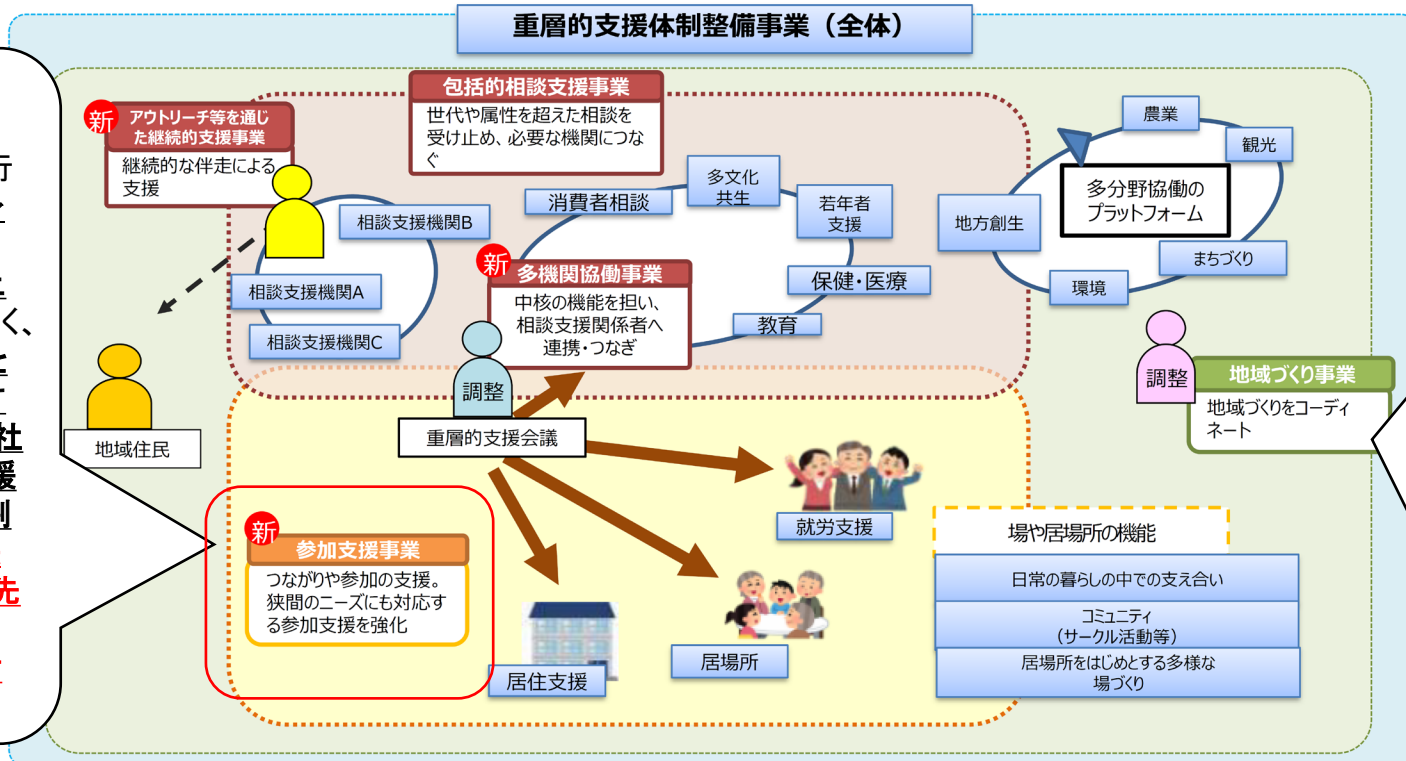 重層的支援体制整備事業（全体）
新
アウトリーチ等を通じ
た継続的支援事業
継続的な伴走による
支援
包括的相談支援事業
世代や属性を超えた相談を
受け止め、必要な機関につな
ぐ
相談支援機関B
相談支援機関A
相談支援機関C
消費者相談
多文化
共生
若年者
支援
保健・医療
教育
新
多機関協働事業
中核の機能を担い、
相談支援関係者へ
連携・つなぎ
農業
観光
多分野協働の
プラットフォーム
地方創生
まちづくり
環境
調整
地域づくり事業
地域づくりをコーディ
ネート
地域住民
調整
重層的支援会議
新
参加支援事業
つながりや参加の支援。
狭間のニーズにも対応す
る参加支援を強化
就労支援
居場所
居住支援
場や居場所の機能
日常の暮らしの中での支え合い
コミュニティ
（サークル活動等）
居場所をはじめとする多様な
場づくり
行
く、
社
援
先